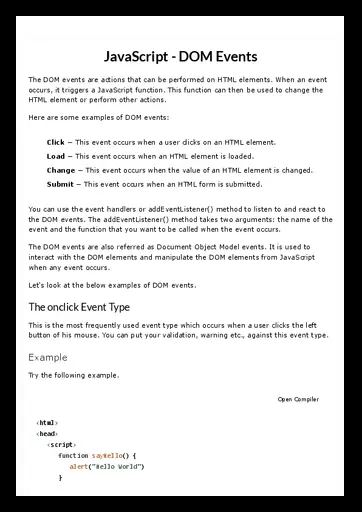 JavaScript - DOM Events
The DOM events are actions that can be performed on HTML elements. When an event
occurs, it triggers a JavaScript function. This function can then be used to change the
HTML element or perform other actions.
Here are some examples of DOM events:
Click − This event occurs when a user clicks on an HTML element.
Load − This event occurs when an HTML element is loaded.
Change − This event occurs when the value of an HTML element is changed.
Submit − This event occurs when an HTML form is submitted.
You can use the event handlers or addEventListener() method to listen to and react to
the DOM events. The addEventListener() method takes two arguments: the name of the
event and the function that you want to be called when the event occurs.
The DOM events are also referred as Document Object Model events. It is used to
interact with the DOM elements and manipulate the DOM elements from JavaScript
when any event occurs.
Let's look at the below examples of DOM events.
The onclick Event Type
This is the most frequently used event type which occurs when a user clicks the left
button of his mouse. You can put your validation, warning etc., against this event type.
Example
Try the following example.
Open Compiler
<html>
<head>
<script>
function sayHello() {
alert("Hello World")
}